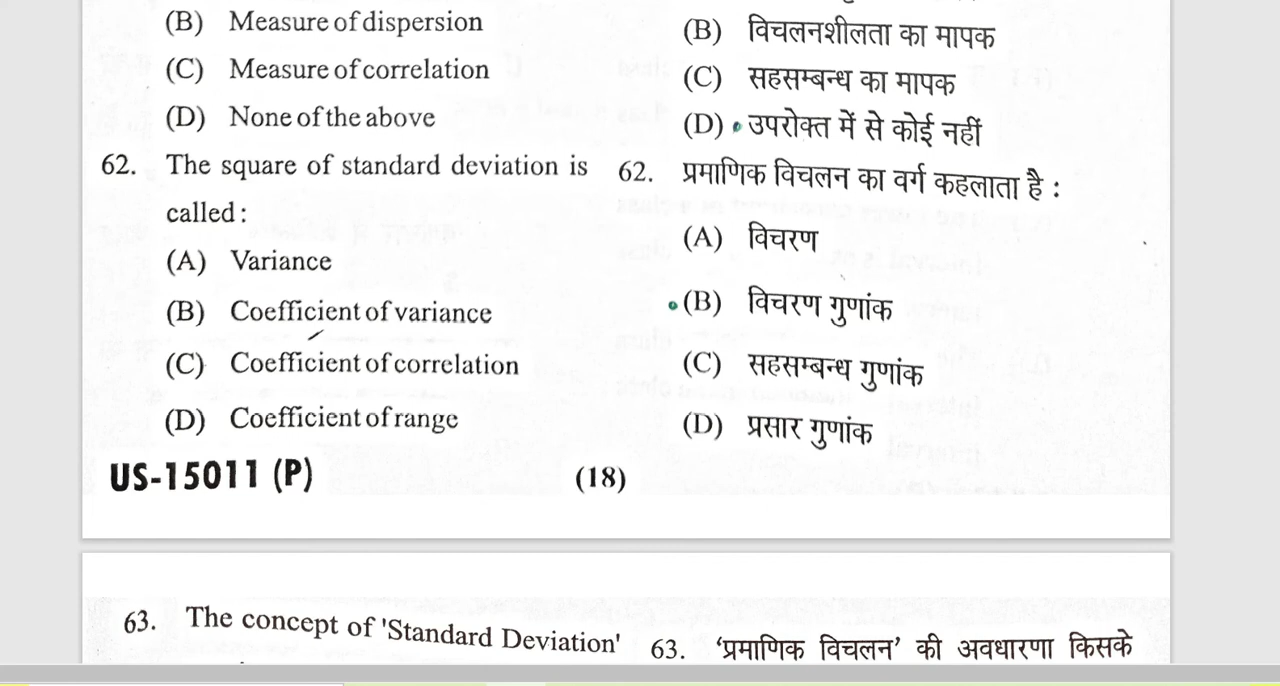 (B) Measure of dispersion
(C) Measure of correlation
(D) None of the above
62. The square of standard deviation is
called :
(A) Variance
(B) Coefficient of variance
(C) Coefficient of correlation
(D) Coefficient of range
US-15011 (P)
(18)
(B) विचलनशीलता का मापक
(C) सहसम्बन्ध का मापक
(D) उपरोक्त में से कोई नहीं
62. प्रमाणिक विचलन का वर्ग कहलाता है :
(A) विचरण
(B) विचरण गुणांक
(C) सहसम्बन्ध गुणांक
(D) प्रसार गुणांक
63. The concept of 'Standard Deviation'
63. ‘प्रमाणिक विचलन’ की अवधारणा किसके